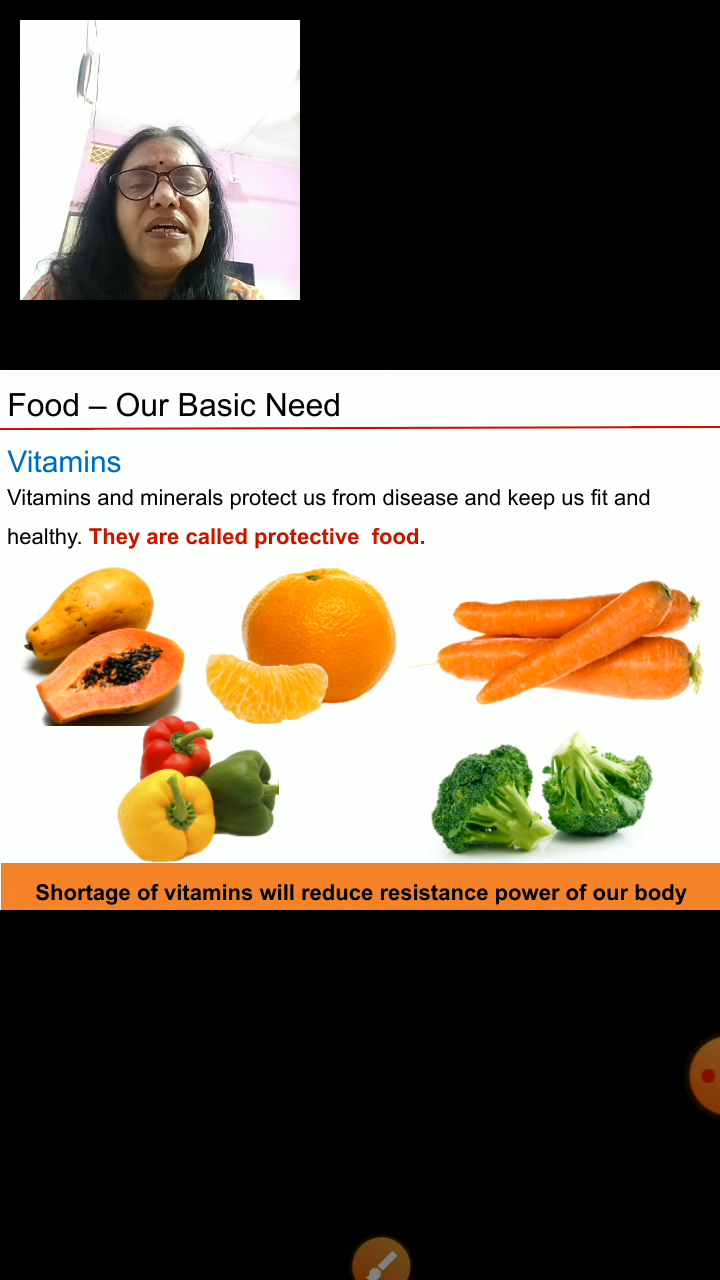 Food – Our Basic Need
Vitamins
Vitamins and minerals protect us from disease and keep us fit and
healthy. They are called protective  food.
Shortage of vitamins will reduce resistance power of our body